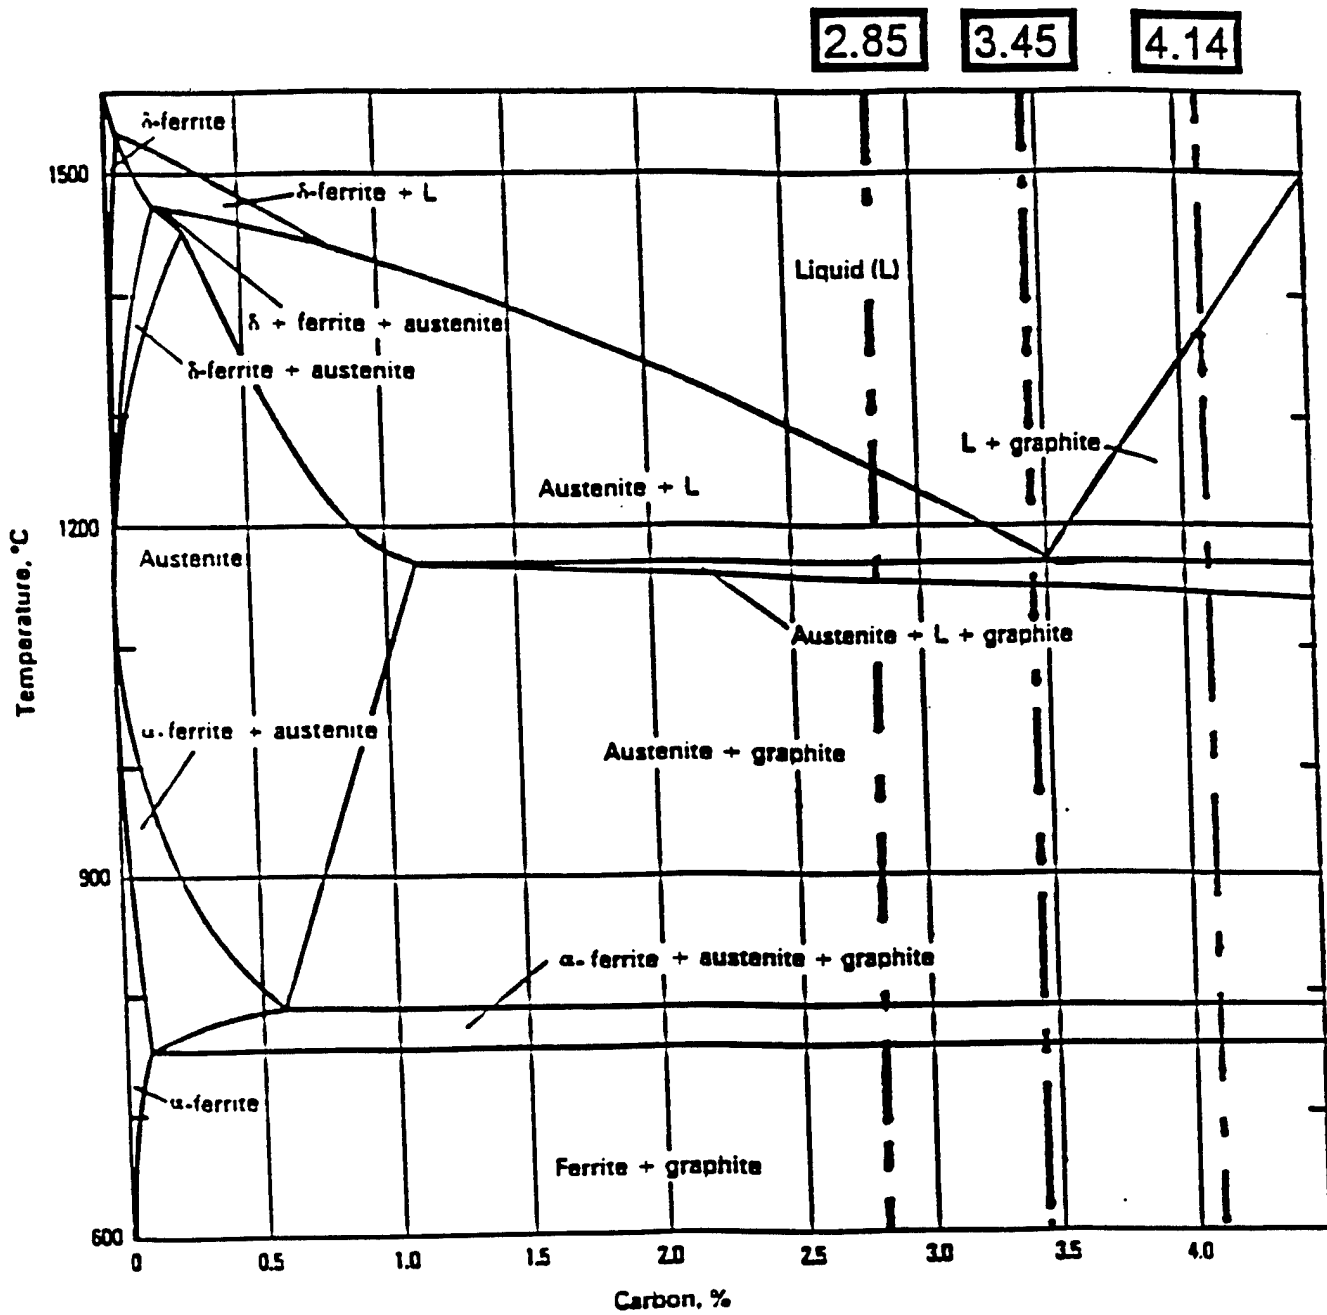 2.85 3.45 4.14
δ-ferrite
1500
δ-ferrite + L
Liquid (L)
δ + ferrite + austenite
δ-ferrite + austenite
L + graphite
Austenite + L
1200
Austenite
Temperature, °C
Austenite + L + graphite
α-ferrite + austenite
Austenite + graphite
900
α-ferrite + austenite + graphite
α-ferrite
Ferrite + graphite
600
0 0.5 1.0 1.5 2.0 2.5 3.0 3.5 4.0
Carbon, %